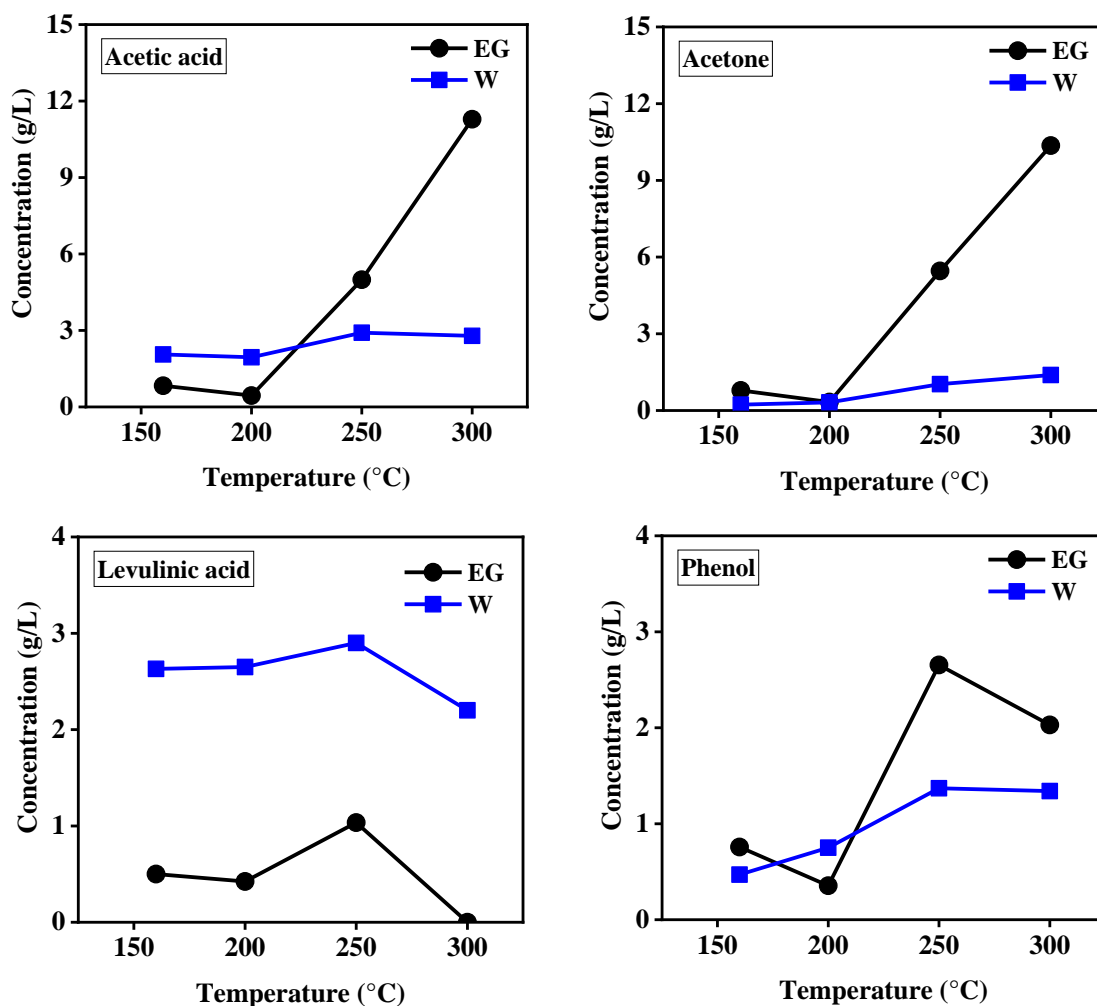 Acetic acid
EG
W
Concentration (g/L)
15
12
9
6
3
0
150
200
250
300
Temperature (°C)
Acetone
EG
W
Concentration (g/L)
15
12
9
6
3
0
150
200
250
300
Temperature (°C)
Levulinic acid
EG
W
Concentration (g/L)
4
3
2
1
0
150
200
250
300
Temperature (°C)
Phenol
EG
W
Concentration (g/L)
4
3
2
1
0
150
200
250
300
Temperature (°C)